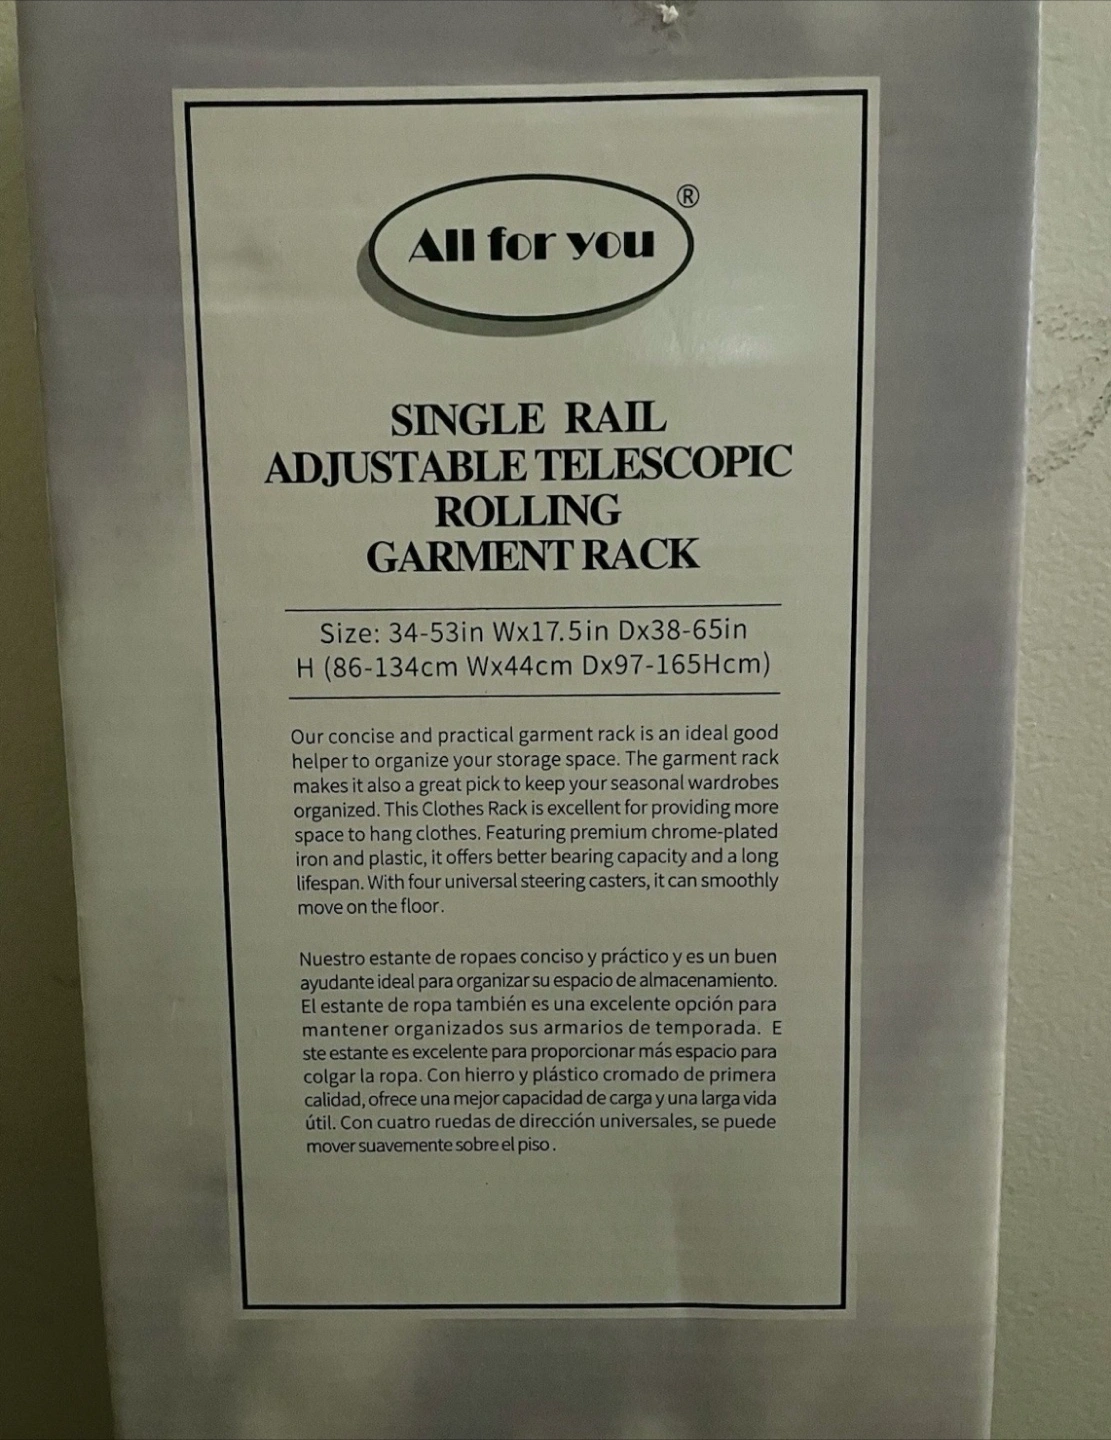 All for you ®
SINGLE RAIL
ADJUSTABLE TELESCOPIC
ROLLING
GARMENT RACK
Size: 34-53in Wx17.5in Dx38-65in
H (86-134cm Wx44cm Dx97-165Hcm)
Our concise and practical garment rack is an ideal good
helper to organize your storage space. The garment rack
makes it also a great pick to keep your seasonal wardrobes
organized. This Clothes Rack is excellent for providing more
space to hang clothes. Featuring premium chrome-plated
iron and plastic, it offers better bearing capacity and a long
lifespan. With four universal steering casters, it can smoothly
move on the floor.
Nuestro estante de ropaes conciso y práctico y es un buen
ayudante ideal para organizar su espacio de almacenamiento.
El estante de ropa también es una excelente opción para
mantener organizados sus armarios de temporada. E
ste estante es excelente para proporcionar más espacio para
colgar la ropa. Con hierro y plástico cromado de primera
calidad, ofrece una mejor capacidad de carga y una larga vida
útil. Con cuatro ruedas de dirección universales, se puede
mover suavemente sobre el piso.